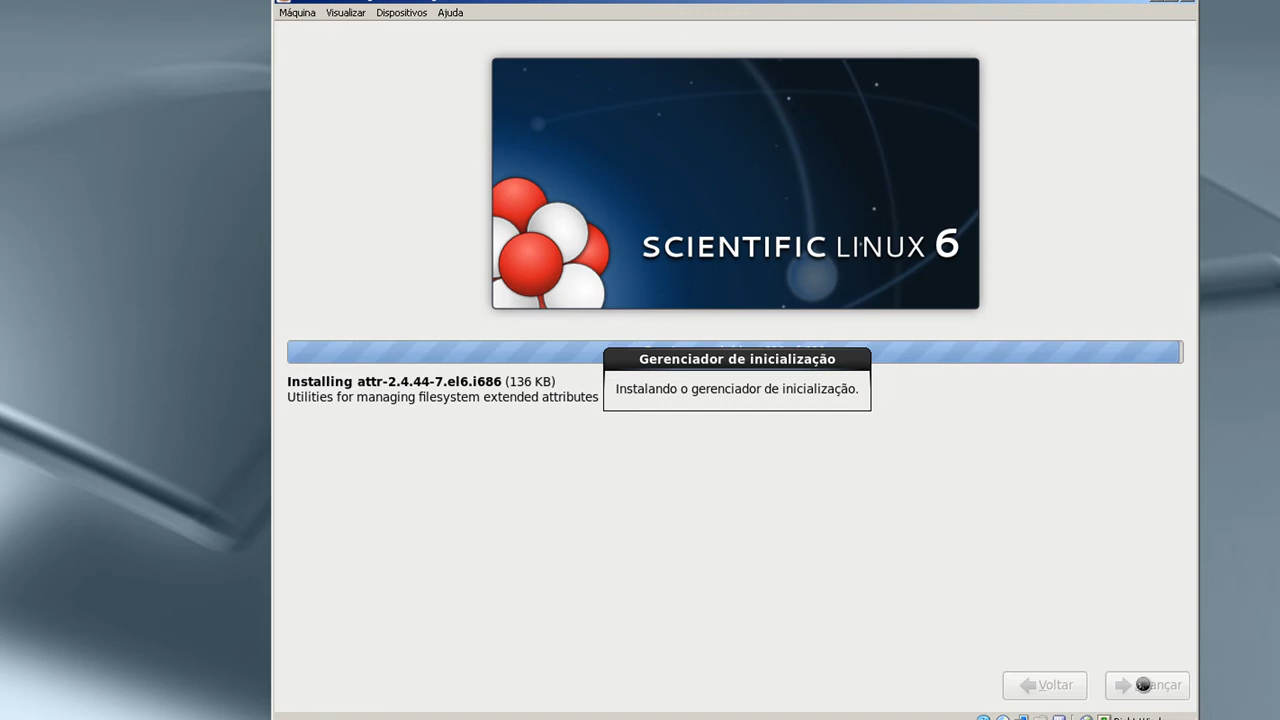 Máquina Visualizar Dispositivos Ajuda
SCIENTIFIC LINUX 6
Gerenciador de inicialização
Installing attr-2.4.44-7.el6.i686 (136 KB)
Instalando o gerenciador de inicialização.
Utilities for managing filesystem extended attributes
Voltar